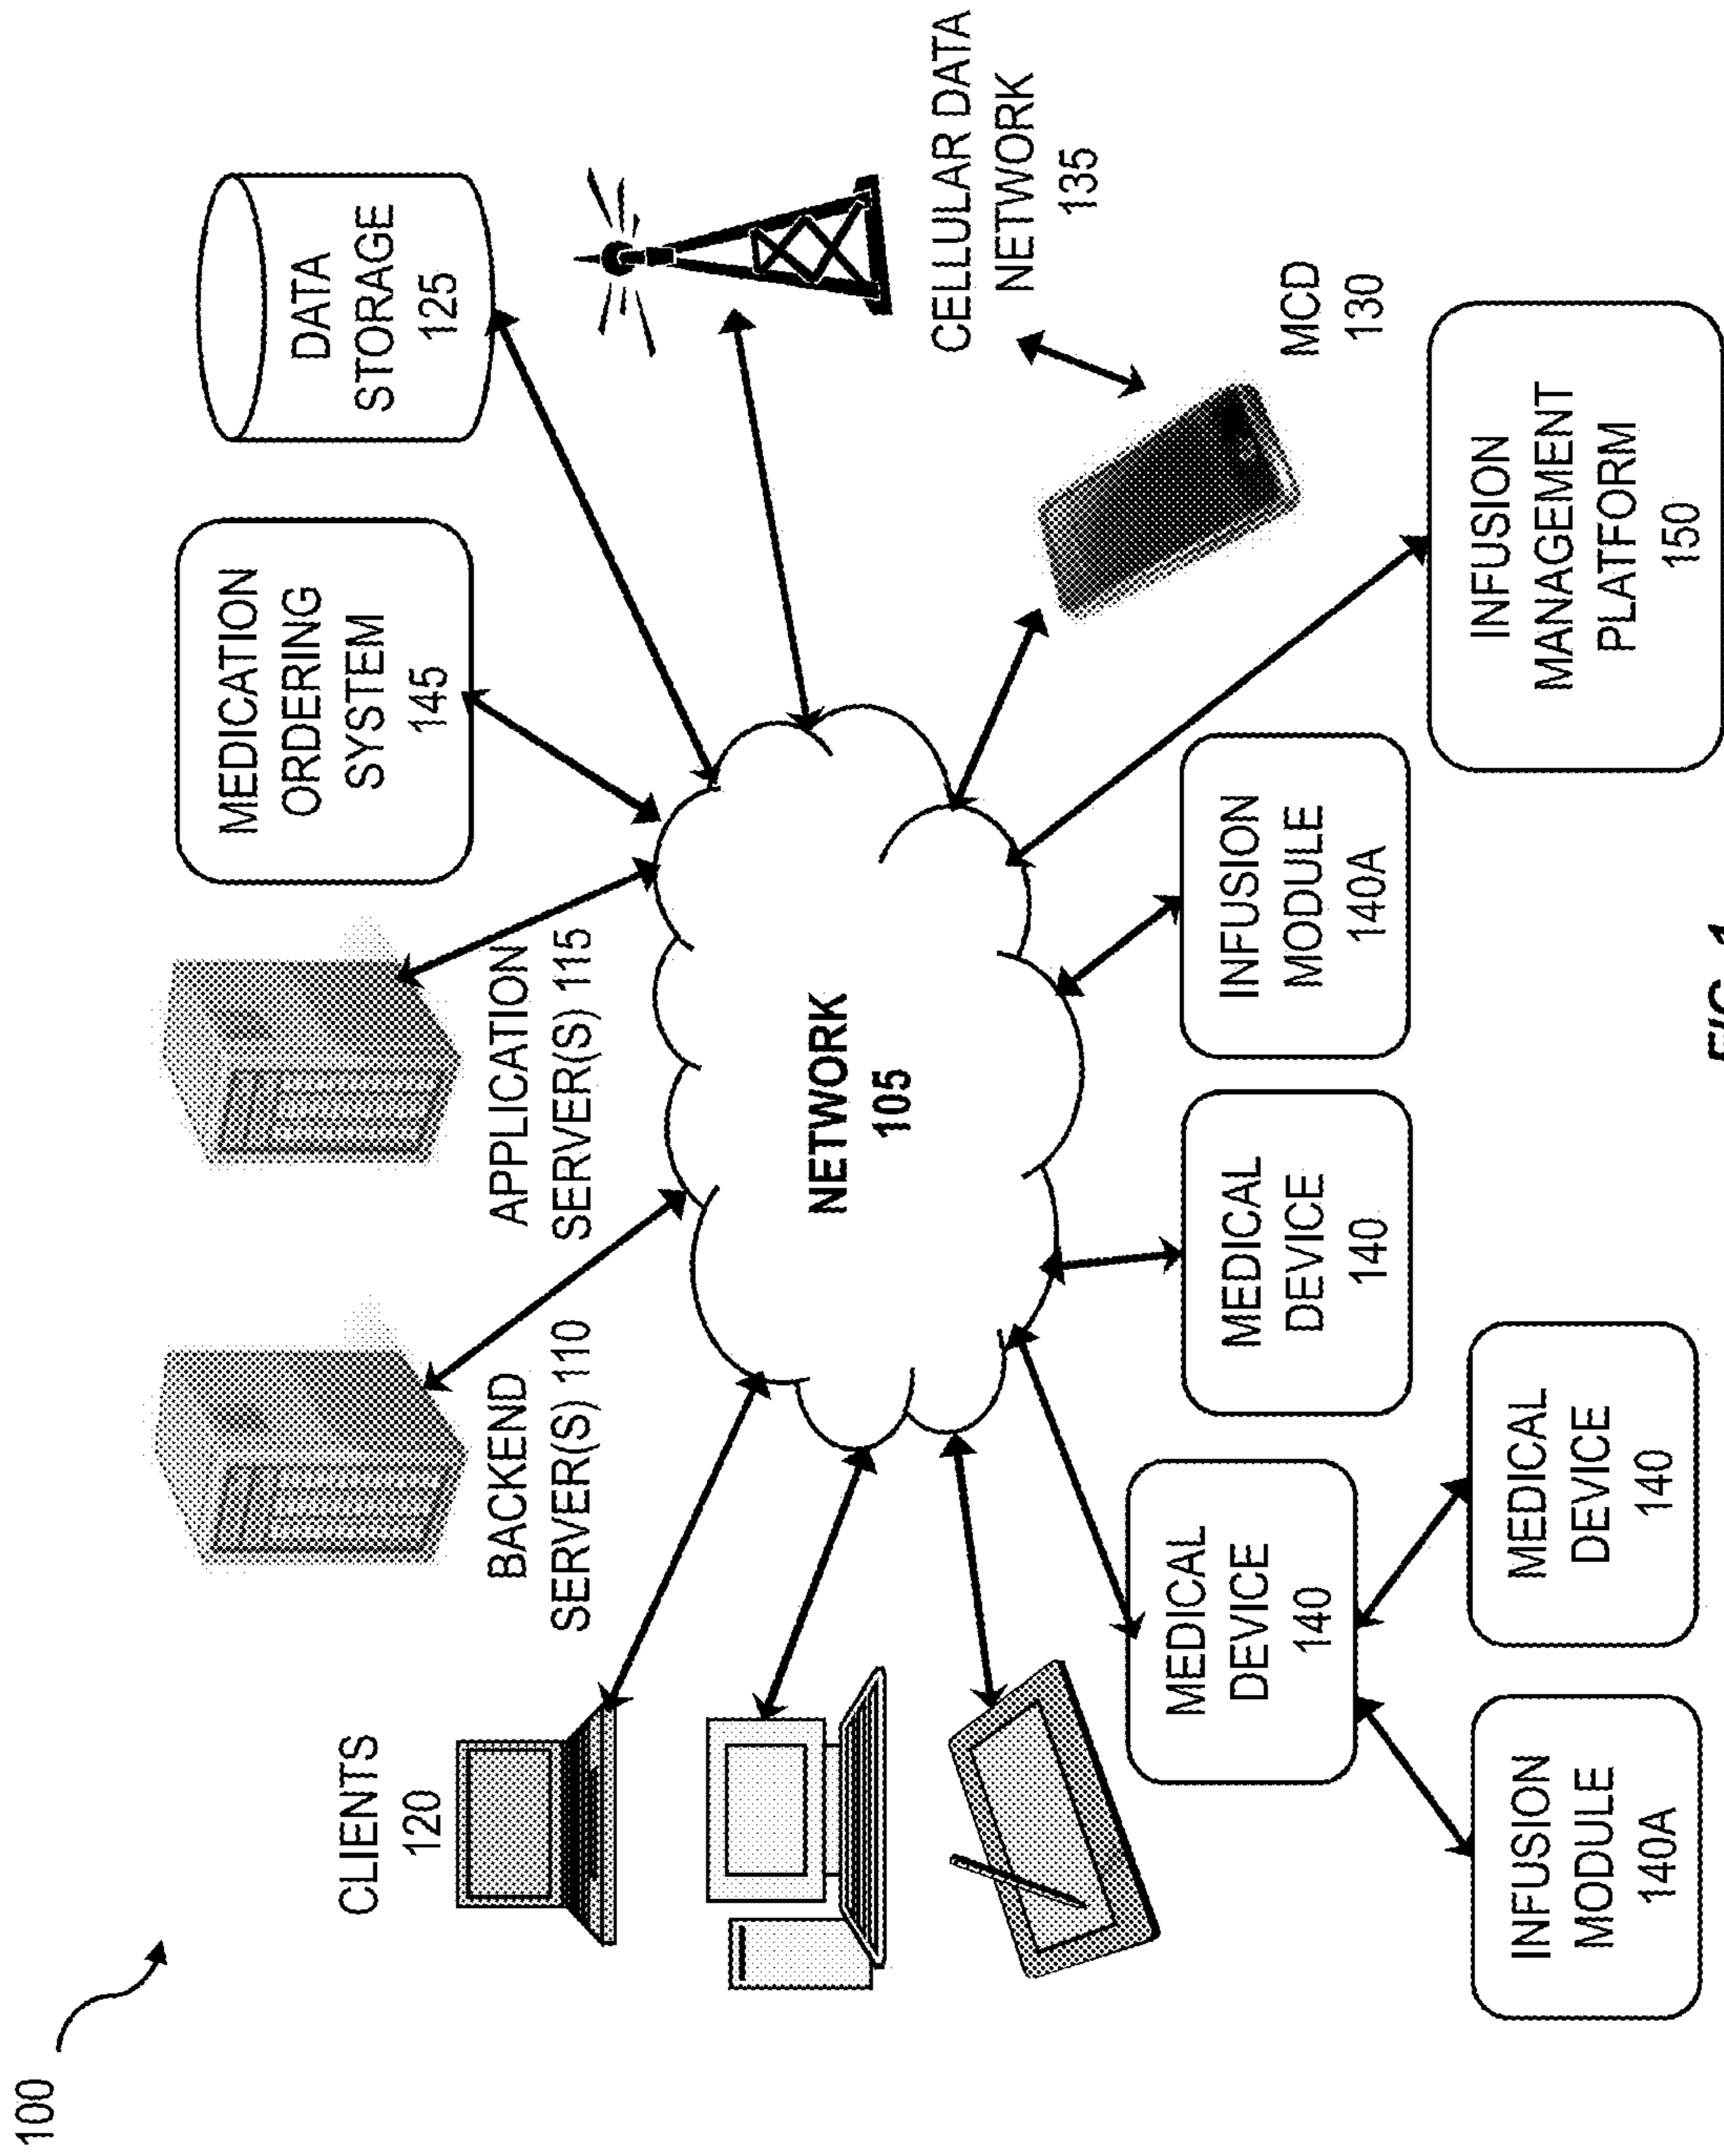 100
CLIENTS
120
BACKEND
SERVER(S) 110
APPLICATION
SERVER(S) 115
MEDICATION
ORDERING
SYSTEM
145
DATA
STORAGE
125
CELLULAR DATA
NETWORK
135
MCD
130
NETWORK
105
INFUSION
MANAGEMENT
PLATFORM
150
INFUSION
MODULE
140A
MEDICAL
DEVICE
140
MEDICAL
DEVICE
140
MEDICAL
DEVICE
140
INFUSION
MODULE
140A
FIG. 1